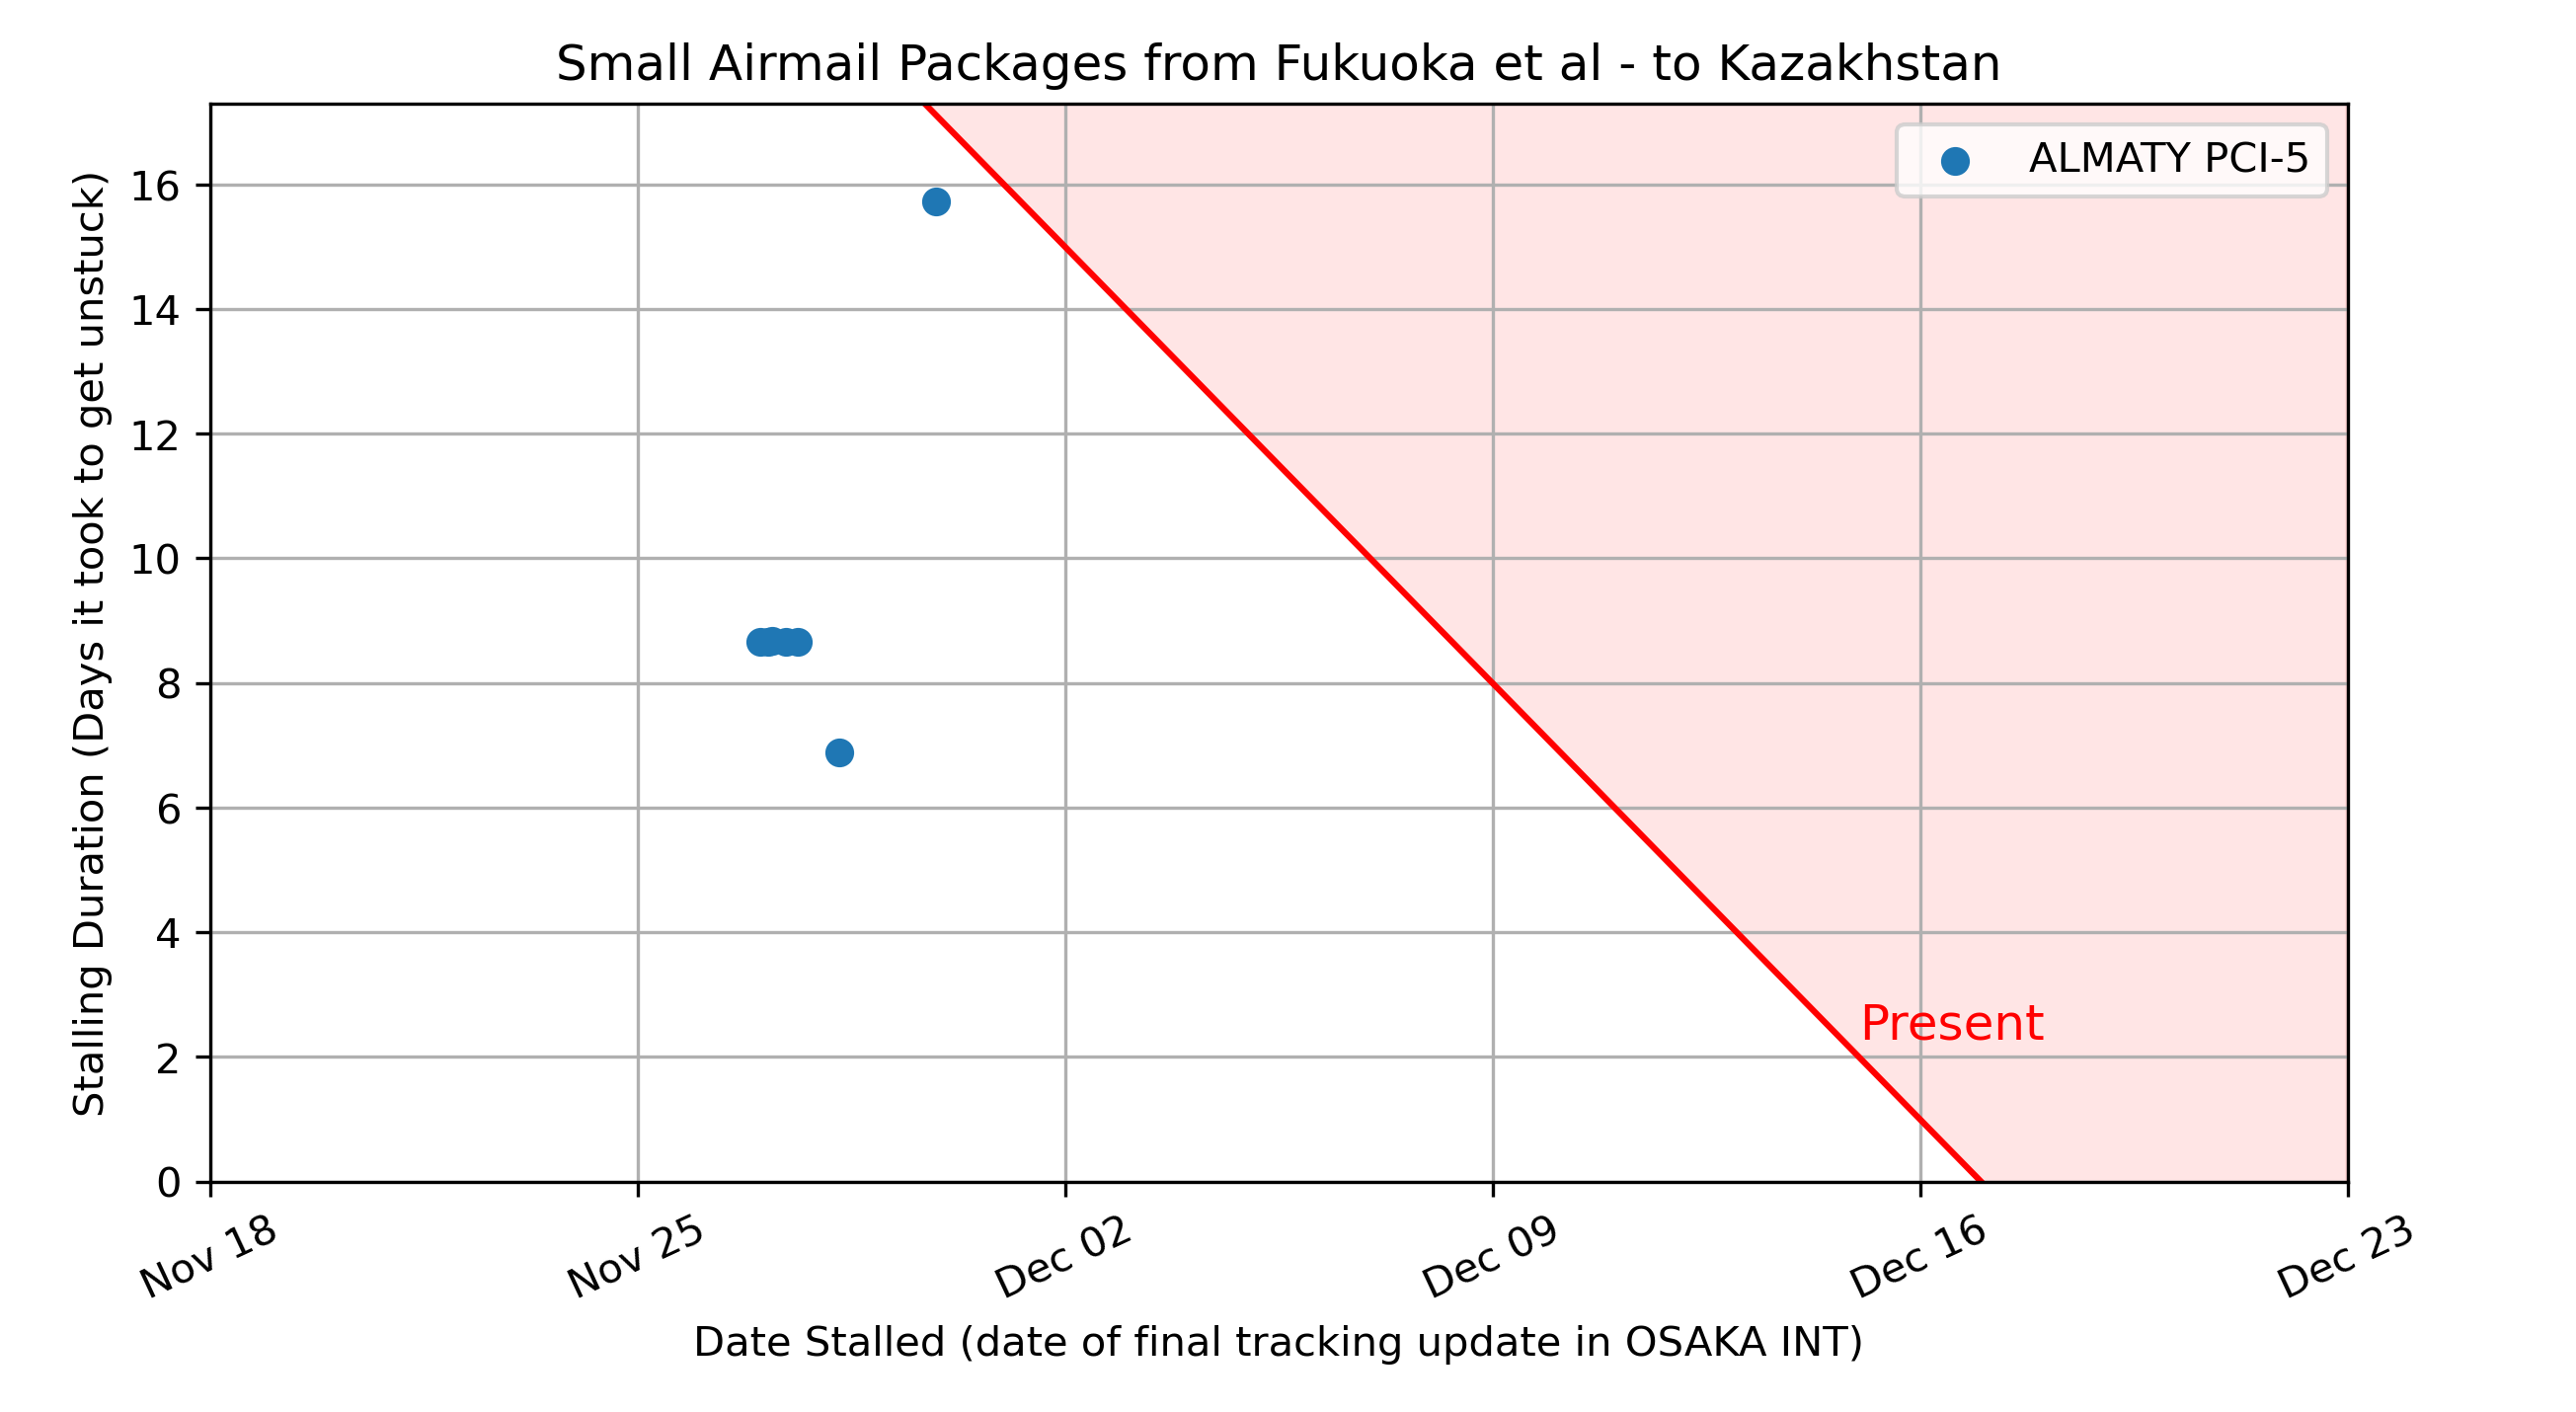 Small Airmail Packages from Fukuoka et al - to Kazakhstan
ALMATY PCI-5
Stalling Duration (Days it took to get unstuck)
16
14
12
10
8
6
4
2
0
Present
Nov 18
Nov 25
Dec 02
Dec 09
Dec 16
Dec 23
Date Stalled (date of final tracking update in OSAKA INT)